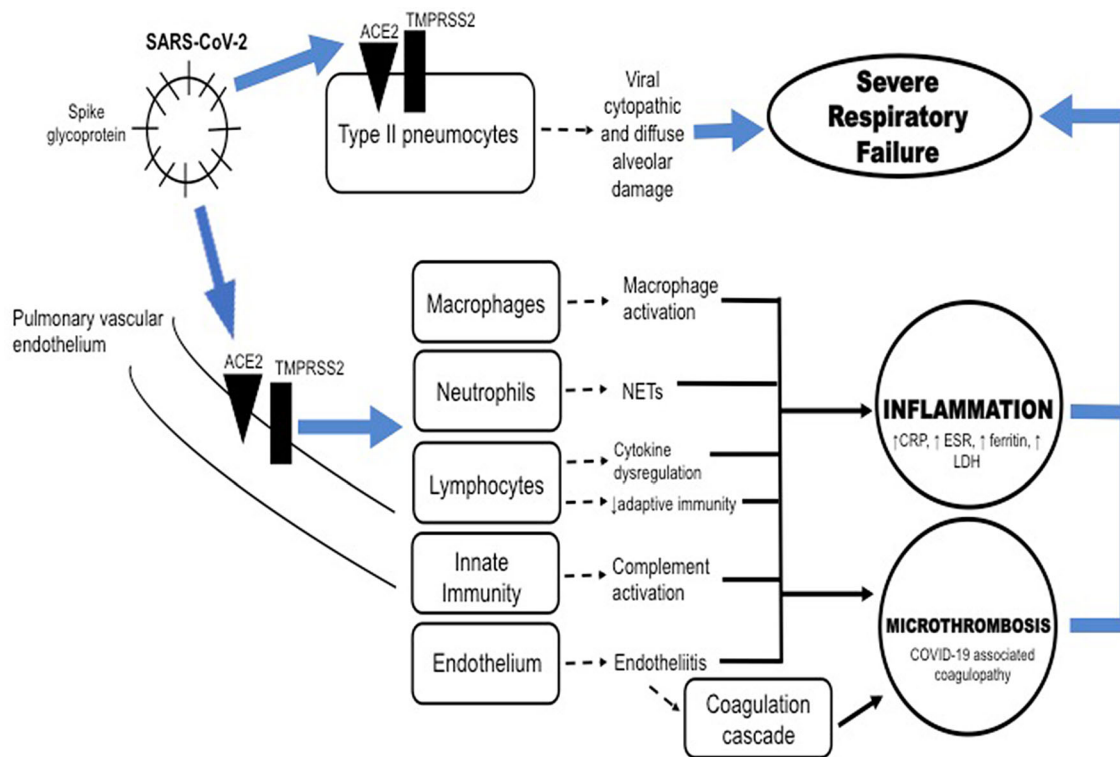 SARS-CoV-2
Spike
glycoprotein
ACE2
TMPRSS2
Type II pneumocytes
Viral
cytopathic
and diffuse
alveolar
damage
Severe
Respiratory
Failure
Pulmonary vascular
endothelium
ACE2
TMPRSS2
Macrophages
Macrophage
activation
Neutrophils
NETs
Lymphocytes
Cytokine
dysregulation
↓adaptive immunity
Innate
Immunity
Complement
activation
Endothelium
Endotheliitis
Coagulation
cascade
INFLAMMATION
↑CRP, ↑ ESR, ↑ ferritin, ↑
LDH
MICROTHROMBOSIS
COVID-19 associated
coagulopathy